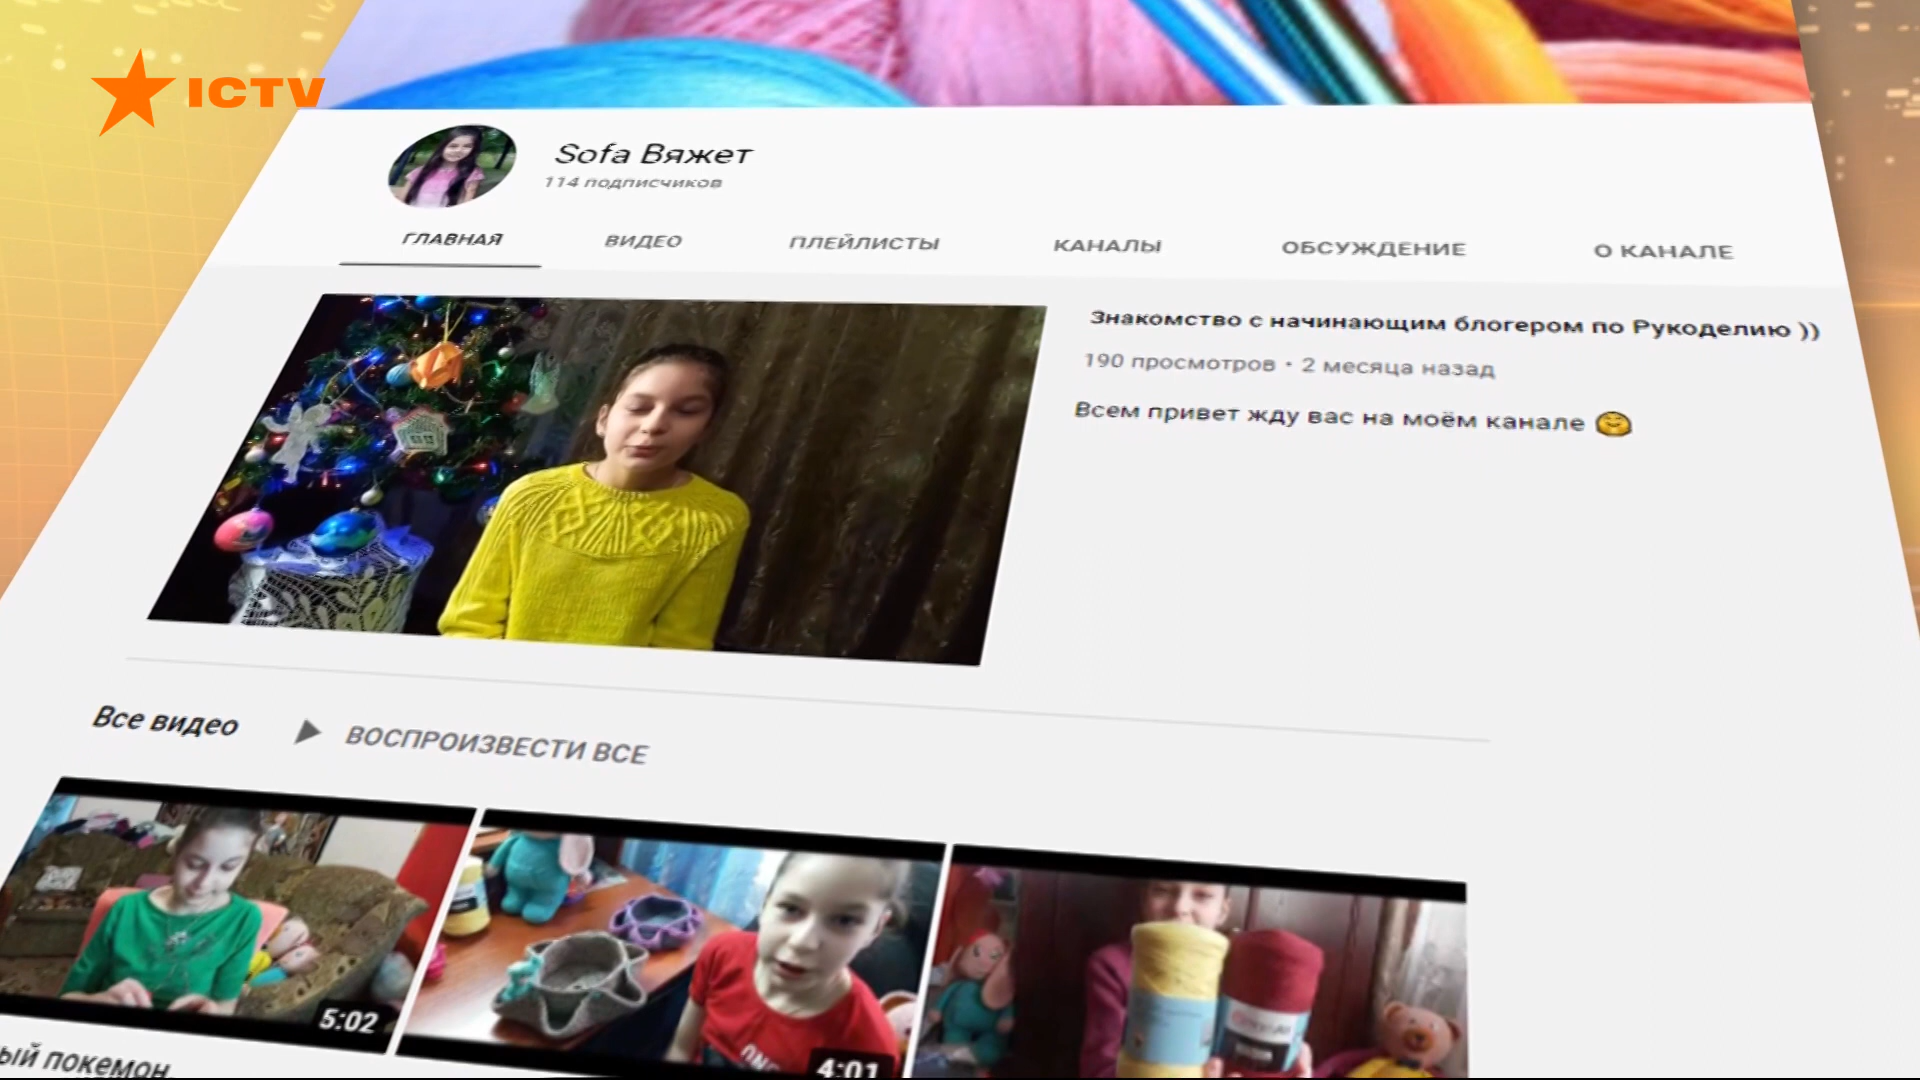 ICTV
Sofa Вяжет
114 подписчиков
ГЛАВНАЯ
ВИДЕО
ПЛЕЙЛИСТЫ
КАНАЛЫ
ОБСУЖДЕНИЕ
О КАНАЛЕ
Знакомство с начинающим блогером по Рукоделию ))
190 просмотров • 2 месяца назад
Всем привет жду вас на моём канале
Все видео
ВОСПРОИЗВЕСТИ ВСЕ
5:02
4:01
ый покемон